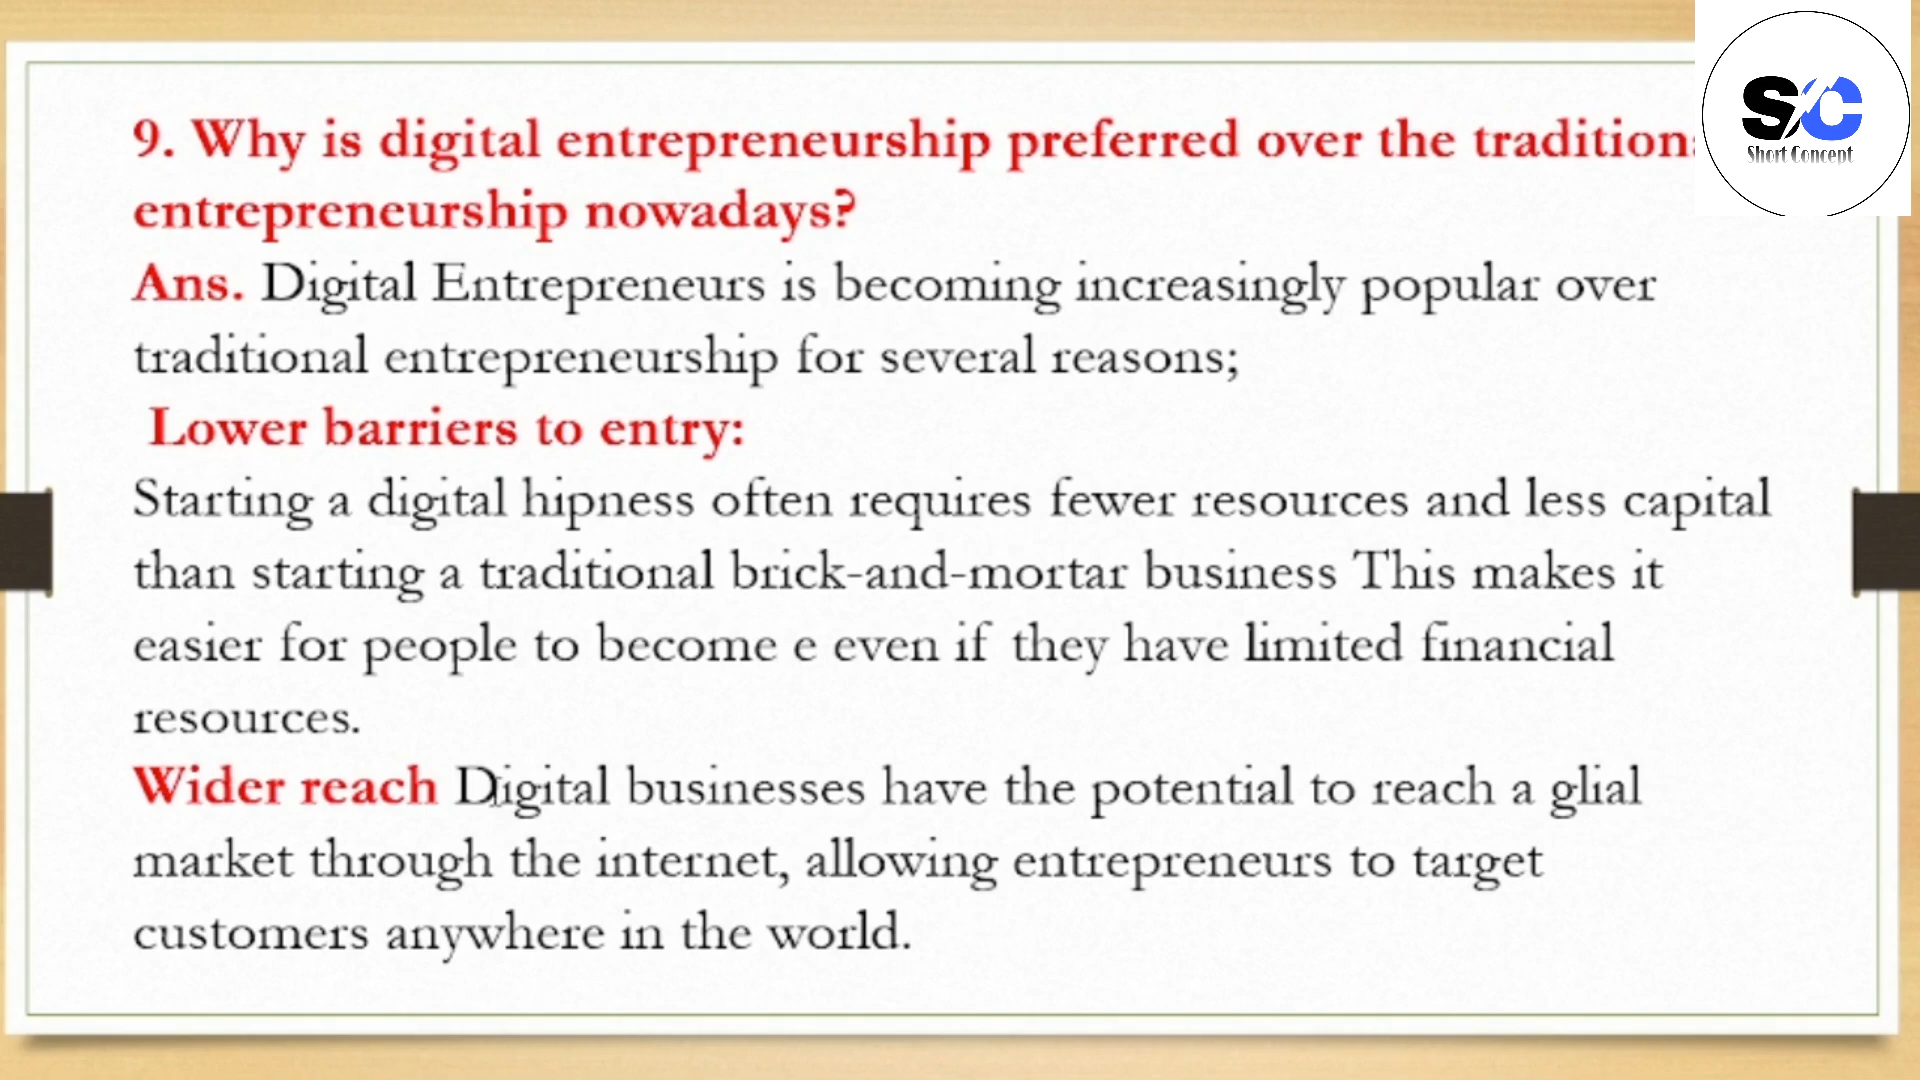 9. Why is digital entrepreneurship preferred over the tradition
entrepreneurship nowadays?
Ans. Digital Entrepreneurs is becoming increasingly popular over
traditional entrepreneurship for several reasons;
Lower barriers to entry:
Starting a digital hipness often requires fewer resources and less capital
than starting a traditional brick-and-mortar business This makes it
easier for people to become e even if they have limited financial
resources.
Wider reach Digital businesses have the potential to reach a glial
market through the internet, allowing entrepreneurs to target
customers anywhere in the world.
S/C
Short Concept